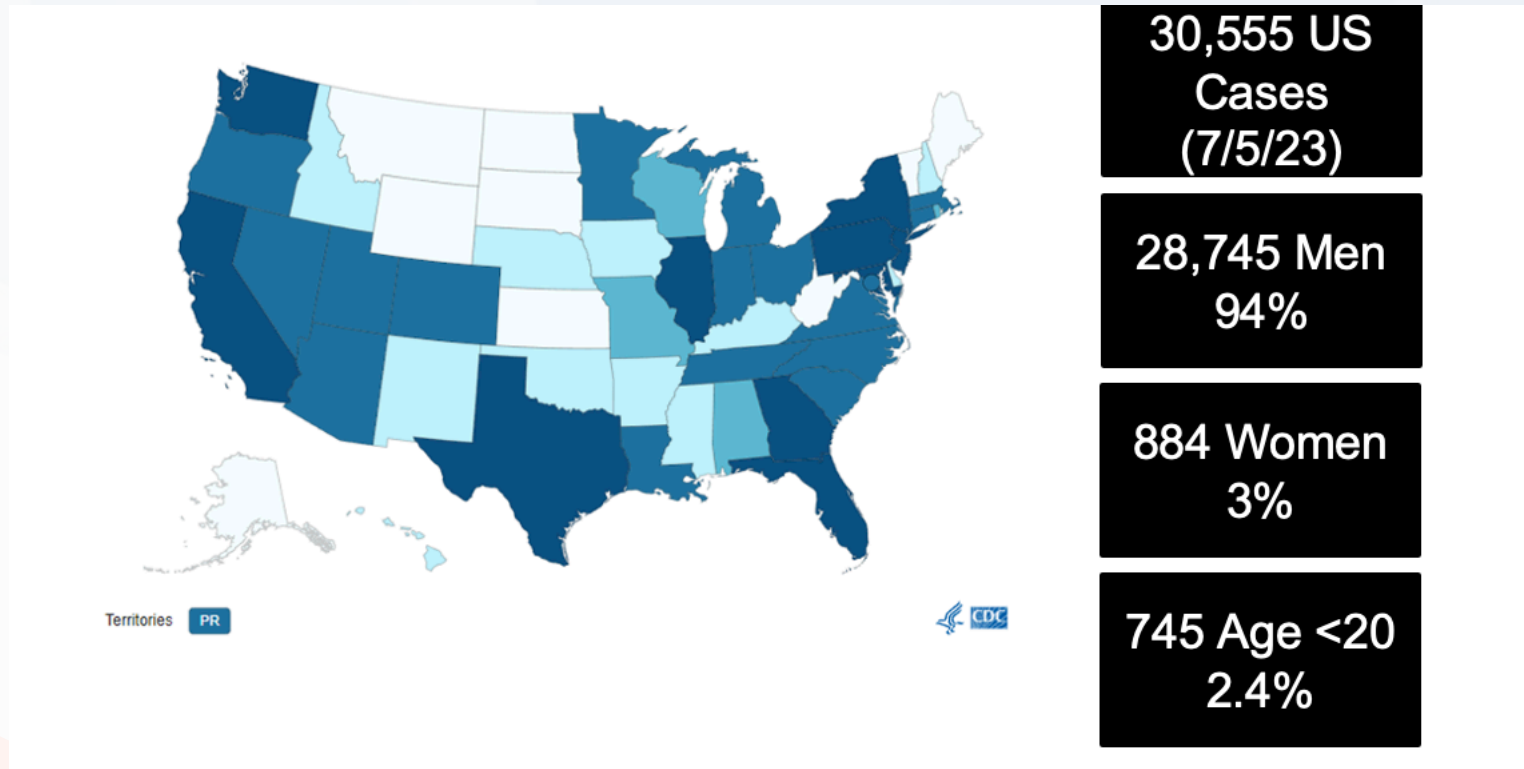 30,555 US
Cases
(7/5/23)
28,745 Men
94%
884 Women
3%
745 Age <20
2.4%
Territories PR
CDC